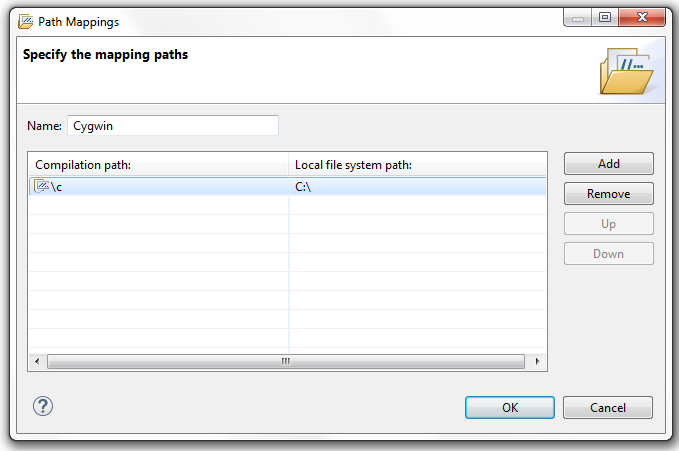 Path Mappings
Specify the mapping paths
Name: Cygwin
Compilation path: Local file system path:
\c C:\
Add
Remove
Up
Down
OK Cancel